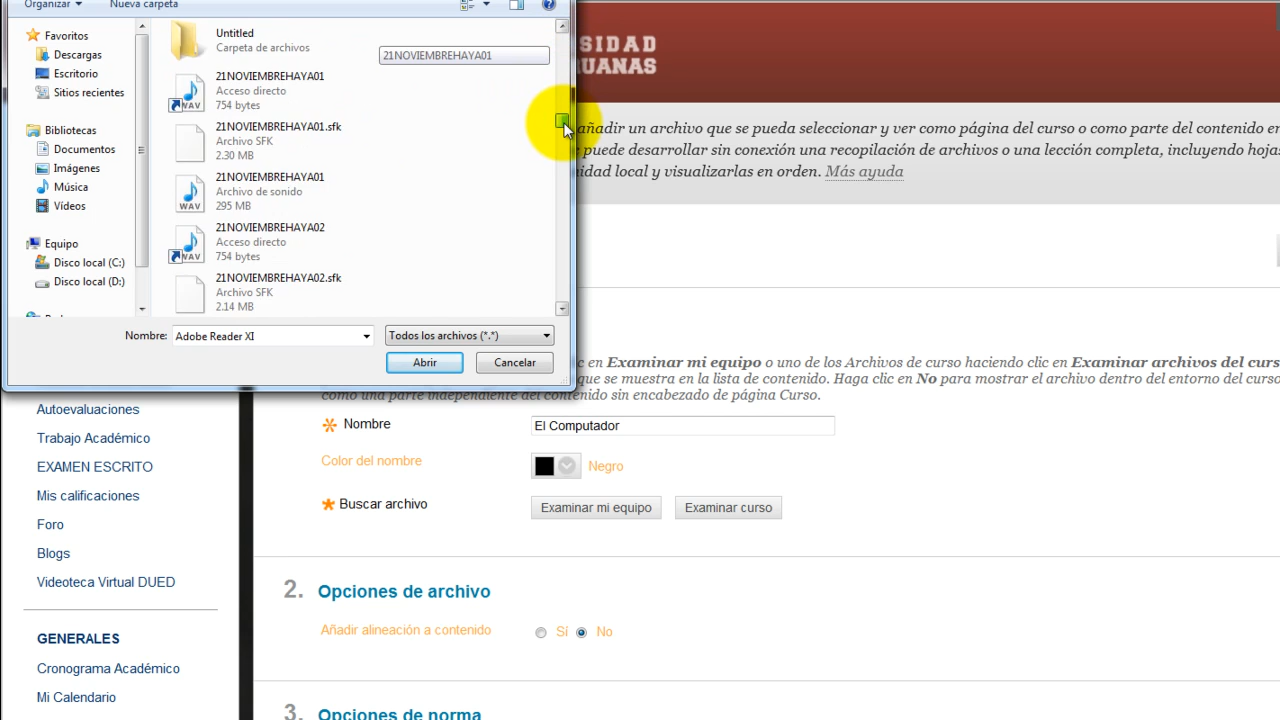 Organizar
Nueva carpeta
Favoritos
Descargas
Escritorio
Sitios recientes
Bibliotecas
Documentos
Imágenes
Música
Vídeos
Equipo
Disco local (C:)
Disco local (D:)
Untitled
Carpeta de archivos
21NOVIEMBREHAYA01
21NOVIEMBREHAYA01
Acceso directo
754 bytes
WAV
21NOVIEMBREHAYA01.sfk
Archivo SFK
2.30 MB
21NOVIEMBREHAYA01
Archivo de sonido
295 MB
WAV
21NOVIEMBREHAYA02
Acceso directo
754 bytes
WAV
21NOVIEMBREHAYA02.sfk
Archivo SFK
2.14 MB
Nombre: Adobe Reader XI
Todos los archivos (*.*)
Abrir
Cancelar
SIDAD
UANAS
añadir un archivo que se pueda seleccionar y ver como página del curso o como parte del contenido en
puede desarrollar sin conexión una recopilación de archivos o una lección completa, incluyendo hojas
nidad local y visualizarlas en orden. Más ayuda
ic en Examinar mi equipo o uno de los Archivos de curso haciendo clic en Examinar archivos del curs
que se muestra en la lista de contenido. Haga clic en No para mostrar el archivo dentro del entorno del curso
como una parte independiente del contenido sin encabezado de página Curso.
Nombre
El Computador
Color del nombre
Negro
Buscar archivo
Examinar mi equipo
Examinar curso
2. Opciones de archivo
Añadir alineación a contenido
Sí
No
3. Opciones de norma
Autoevaluaciones
Trabajo Académico
EXAMEN ESCRITO
Mis calificaciones
Foro
Blogs
Videoteca Virtual DUED
GENERALES
Cronograma Académico
Mi Calendario